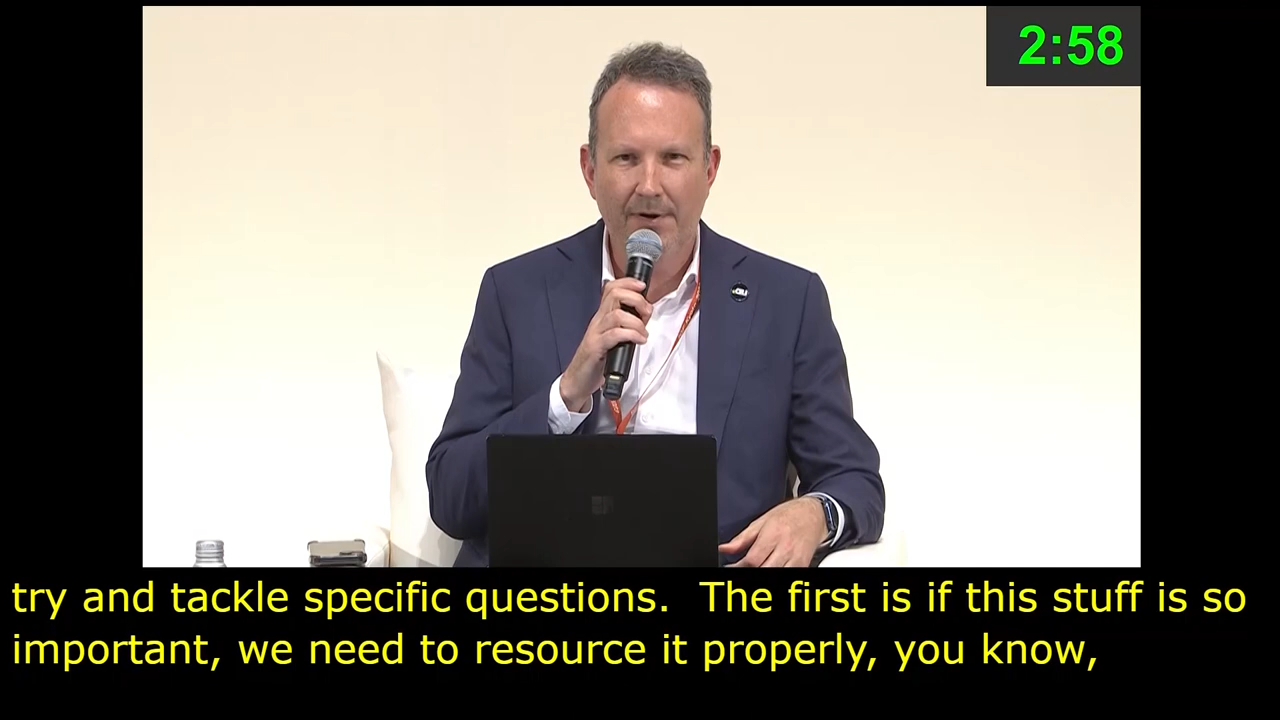 2:58
.au
try and tackle specific questions.  The first is if this stuff is so
important, we need to resource it properly, you know,